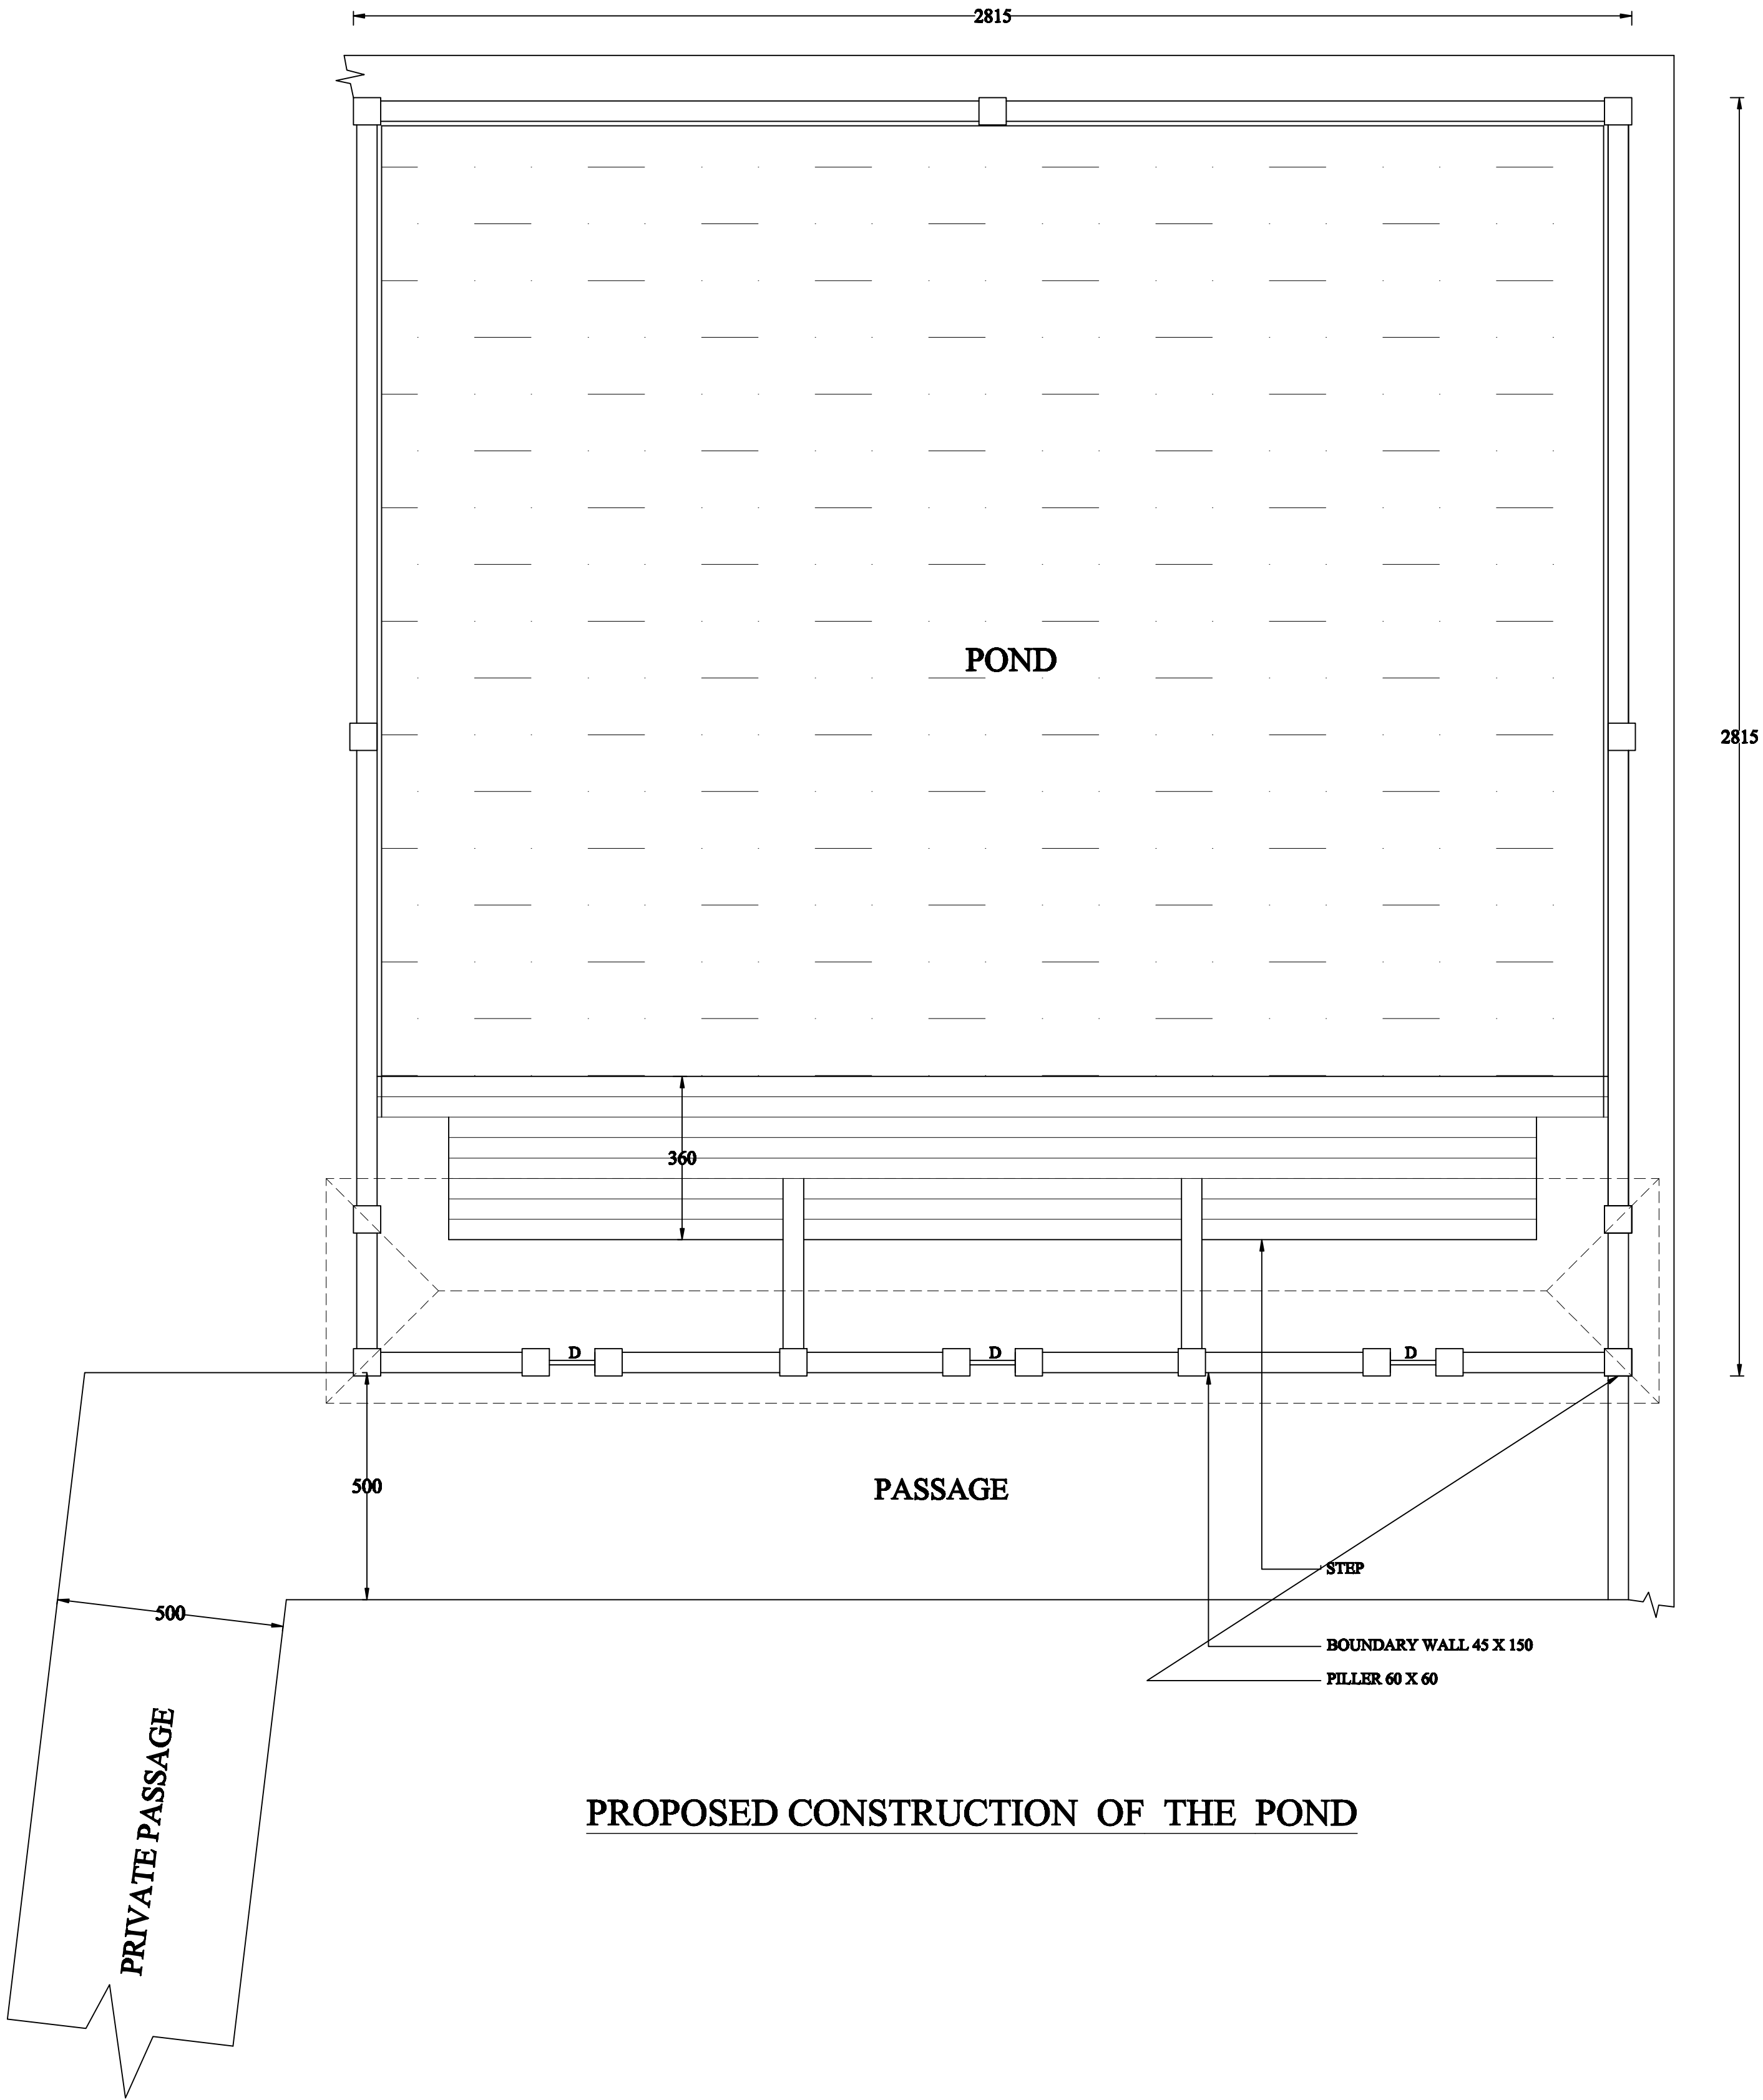 2815
POND
2815
360
D
D
D
500
PASSAGE
STEP
500
BOUNDARY WALL 45 X 150
PILLER 60 X 60
PRIVATE PASSAGE
PROPOSED CONSTRUCTION OF THE POND